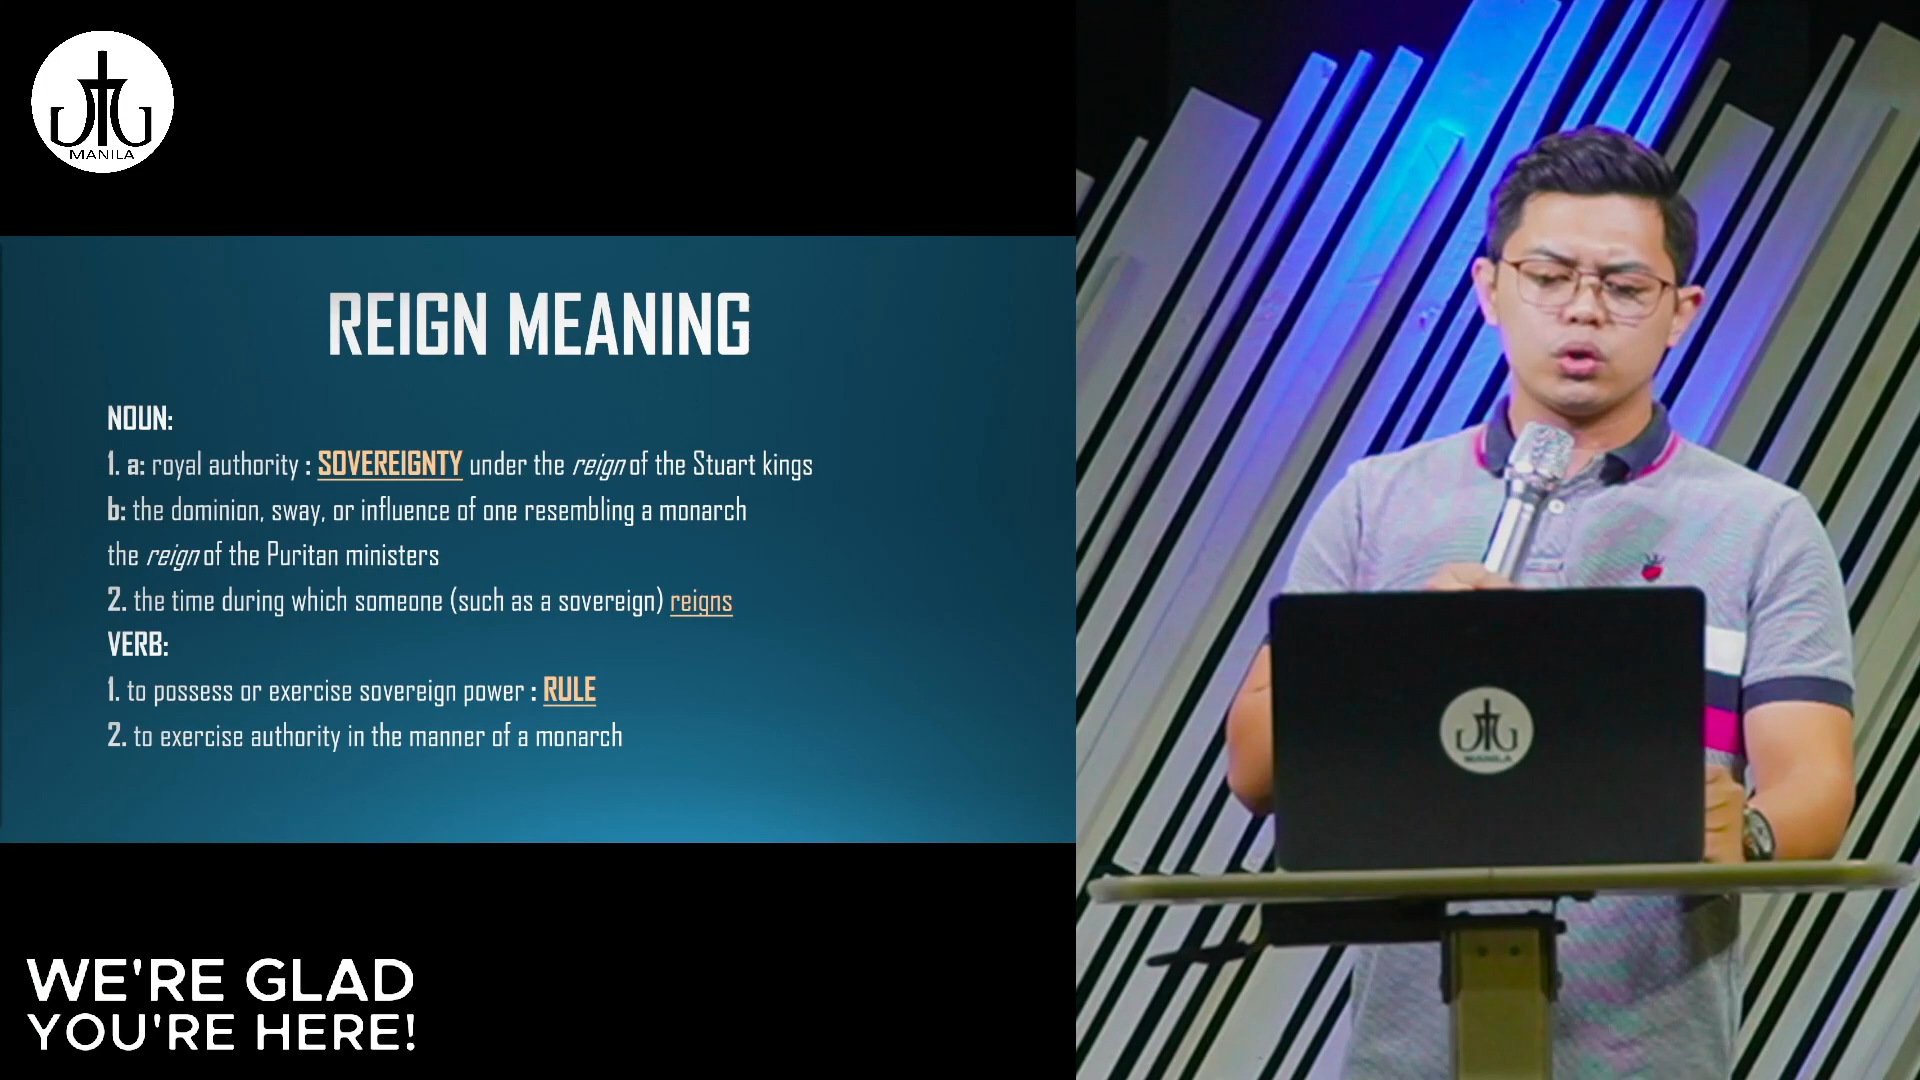 JTG
MANILA
REIGN MEANING
NOUN:
1. a: royal authority : SOVEREIGNTY under the reign of the Stuart kings
b: the dominion, sway, or influence of one resembling a monarch
the reign of the Puritan ministers
2. the time during which someone (such as a sovereign) reigns
VERB:
1. to possess or exercise sovereign power : RULE
2. to exercise authority in the manner of a monarch
WE'RE GLAD
YOU'RE HERE!
JTG
MANILA